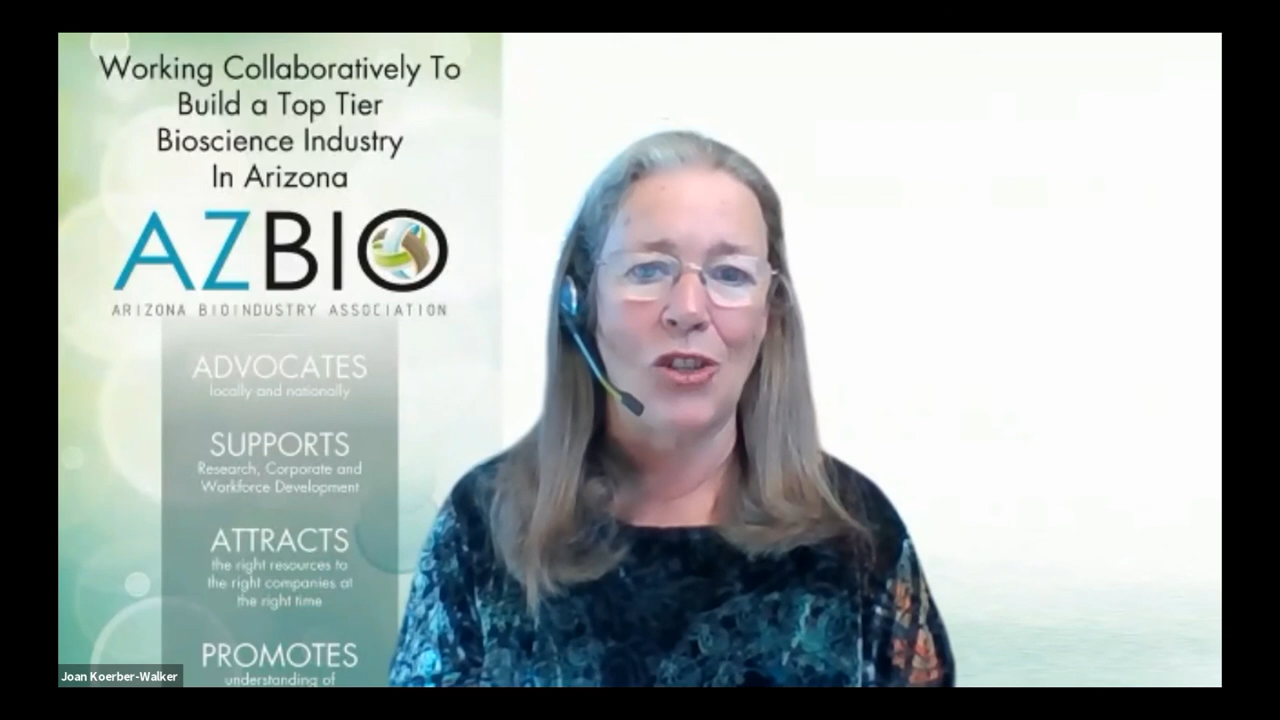 Working Collaboratively To
Build a Top Tier
Bioscience Industry
In Arizona
AZBIO
ARIZONA BIOINDUSTRY ASSOCIATION
ADVOCATES
locally and nationally
SUPPORTS
Research, Corporate and
Workforce Development
ATTRACTS
the right resources to
the right companies at
the right time
PROMOTES
understanding of
Joan Koerber-Walker